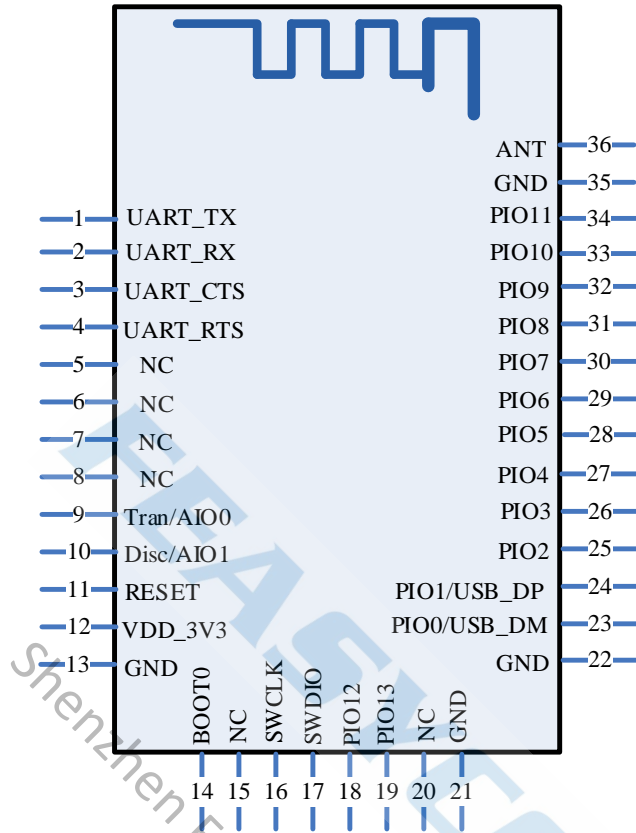 ANT 36
GND 35
1 UART_TX PIO11 34
2 UART_RX PIO10 33
3 UART_CTS PIO9 32
4 UART_RTS PIO8 31
5 NC PIO7 30
6 NC PIO6 29
7 NC PIO5 28
8 NC PIO4 27
9 Tran/AIO0 PIO3 26
10 Disc/AIO1 PIO2 25
11 RESET PIO1/USB_DP 24
12 VDD_3V3 PIO0/USB_DM 23
13 GND GND 22
BOOT0 NC SWCLK SWDIO PIO12 PIO13 NC GND
14 15 16 17 18 19 20 21
Shenzhen
FEASYCO